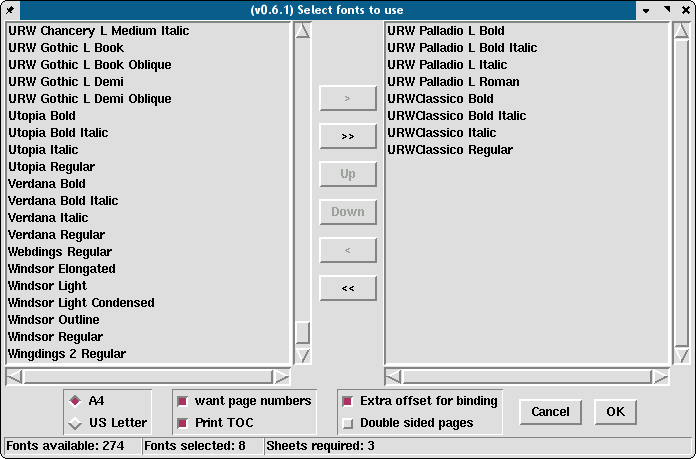 (v0.6.1) Select fonts to use
URW Chancery L Medium Italic
URW Gothic L Book
URW Gothic L Book Oblique
URW Gothic L Demi
URW Gothic L Demi Oblique
Utopia Bold
Utopia Bold Italic
Utopia Italic
Utopia Regular
Verdana Bold
Verdana Bold Italic
Verdana Italic
Verdana Regular
Webdings Regular
Windsor Elongated
Windsor Light
Windsor Light Condensed
Windsor Outline
Windsor Regular
Wingdings 2 Regular
>
>>
Up
Down
<
<<
URW Palladio L Bold
URW Palladio L Bold Italic
URW Palladio L Italic
URW Palladio L Roman
URWClassico Bold
URWClassico Bold Italic
URWClassico Italic
URWClassico Regular
A4
US Letter
want page numbers
Print TOC
Extra offset for binding
Double sided pages
Cancel
OK
Fonts available: 274
Fonts selected: 8
Sheets required: 3